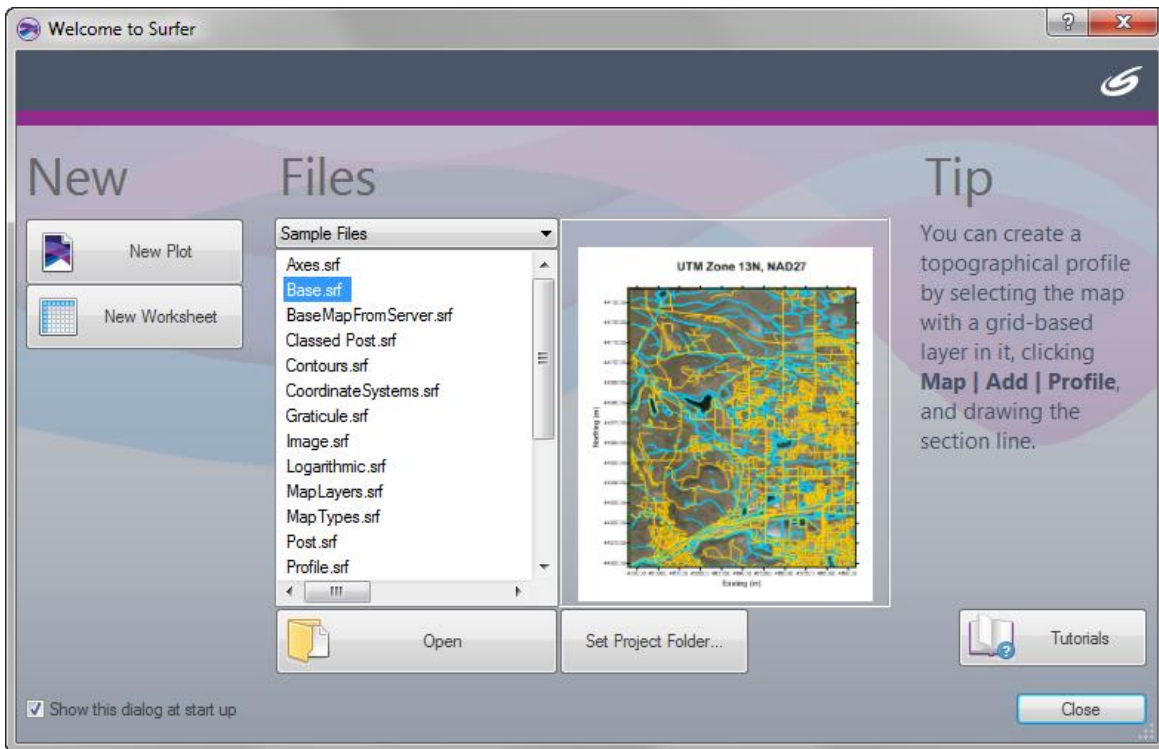 Welcome to Surfer
?
X
New
New Plot
New Worksheet
Files
Sample Files
Axes.srf
Base.srf
BaseMapFromServer.srf
Classed Post.srf
Contours.srf
CoordinateSystems.srf
Graticule.srf
Image.srf
Logarithmic.srf
MapLayers.srf
MapTypes.srf
Post.srf
Profile.srf
Open
UTM Zone 13N, NAD27
Northing (m)
Easting (m)
Set Project Folder...
Tip
You can create a
topographical profile
by selecting the map
with a grid-based
layer in it, clicking
Map | Add | Profile,
and drawing the
section line.
Tutorials
Show this dialog at start up
Close